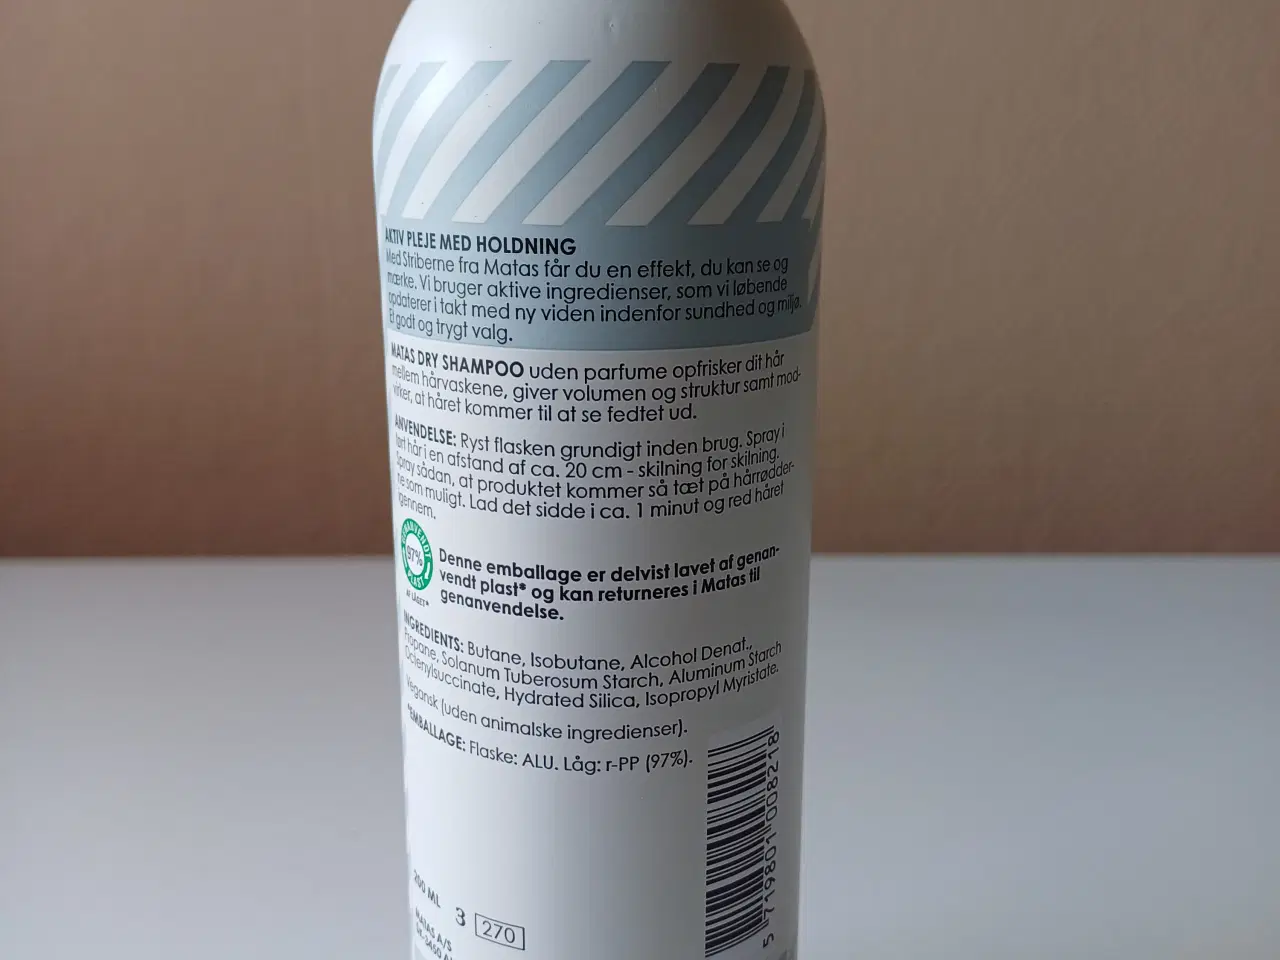 AKTIV PLEJE MED HOLDNING
Med Striberne fra Matas får du en effekt, du kan se og
mærke. Vi bruger aktive ingredienser, som vi løbende
opdaterer i takt med ny viden indenfor sundhed og miljø.
Et godt og trygt valg.
MATAS DRY SHAMPOO uden parfume opfrisker dit hår
mellem hårvaskene, giver volumen og struktur samt mod-
virker, at håret kommer til at se fedtet ud.
ANVENDELSE: Ryst flasken grundigt inden brug. Spray i
tørt hår i en afstand af ca. 20 cm - skilning for skilning.
Spray sådan, at produktet kommer så tæt på hårrødder-
ne som muligt. Lad det sidde i ca. 1 minut og red håret
igennem.
GENANVENDT
97%
PLAST
AF LÅGET*
Denne emballage er delvist lavet af genan-
vendt plast* og kan returneres i Matas til
genanvendelse.
INGREDIENTS: Butane, Isobutane, Alcohol Denat.,
Propane, Solanum Tuberosum Starch, Aluminum Starch
Octenylsuccinate, Hydrated Silica, Isopropyl Myristate.
Vegansk (uden animalske ingredienser).
*EMBALLAGE: Flaske: ALU. Låg: r-PP (97%).
200 ML
3 270
MATAS A/S
DK-3450
5 719801 008218